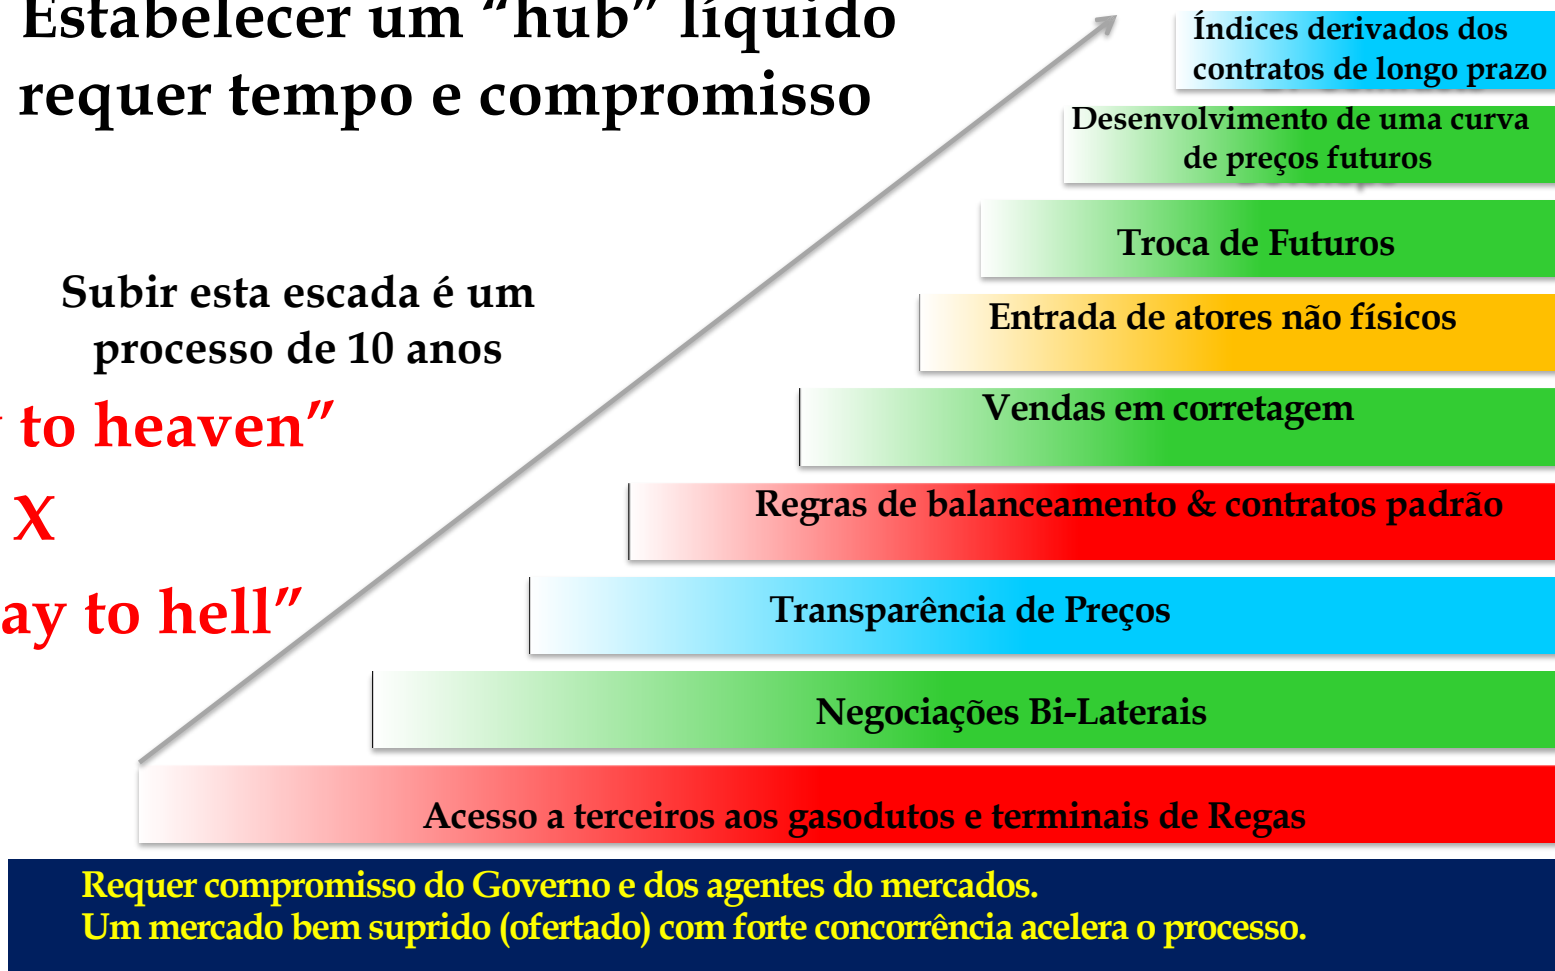 Estabelecer um “hub” líquido
requer tempo e compromisso
Subir esta escada é um
processo de 10 anos
to heaven”
X
ay to hell”
Índices derivados dos
contratos de longo prazo
Desenvolvimento de uma curva
de preços futuros
Troca de Futuros
Entrada de atores não físicos
Vendas em corretagem
Regras de balanceamento & contratos padrão
Transparência de Preços
Negociações Bi-Laterais
Acesso a terceiros aos gasodutos e terminais de Regas
Requer compromisso do Governo e dos agentes do mercados.
Um mercado bem suprido (ofertado) com forte concorrência acelera o processo.